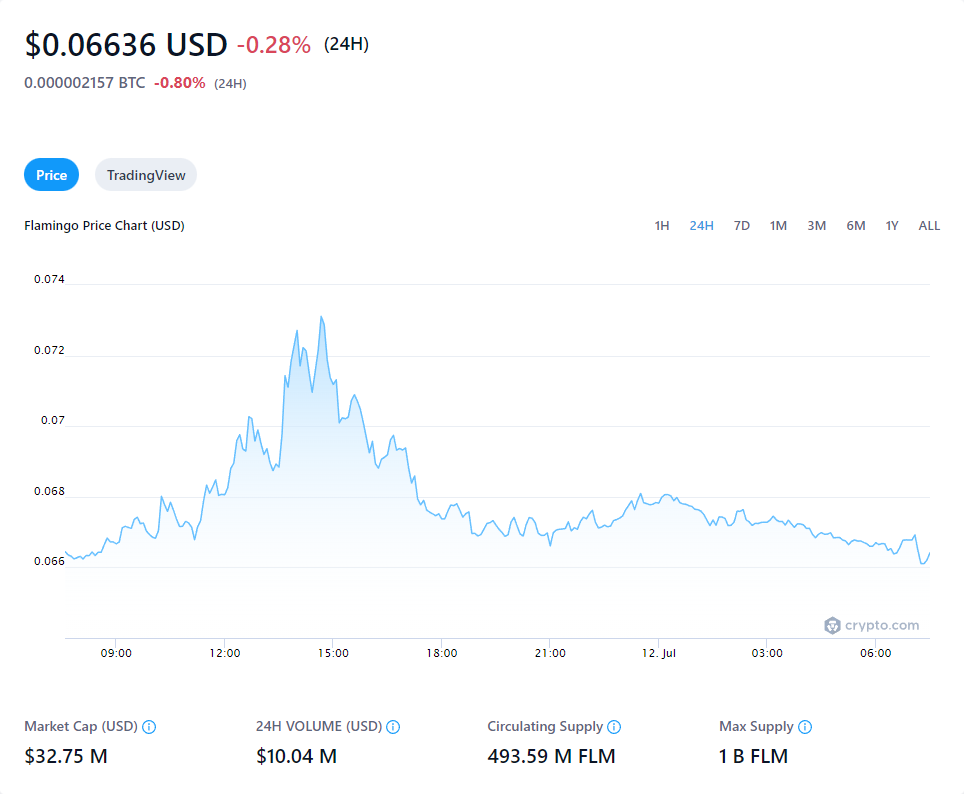 $0.06636 USD -0.28% (24H)
0.000002157 BTC -0.80% (24H)
Price TradingView
Flamingo Price Chart (USD) 1H 24H 7D 1M 3M 6M 1Y ALL
0.074
0.072
0.07
0.068
0.066
crypto.com
09:00 12:00 15:00 18:00 21:00 12. Jul 03:00 06:00
Market Cap (USD) 24H VOLUME (USD) Circulating Supply Max Supply
$32.75 M $10.04 M 493.59 M FLM 1 B FLM